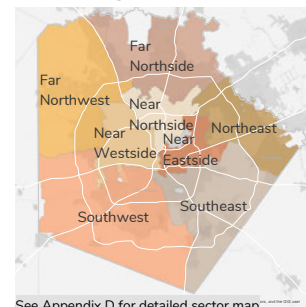 Far
Northside
Far
Northwest
Near
Northside
Near
Westside
Near
Eastside
Northeast
Southwest
Southeast
See Appendix D for detailed sector map